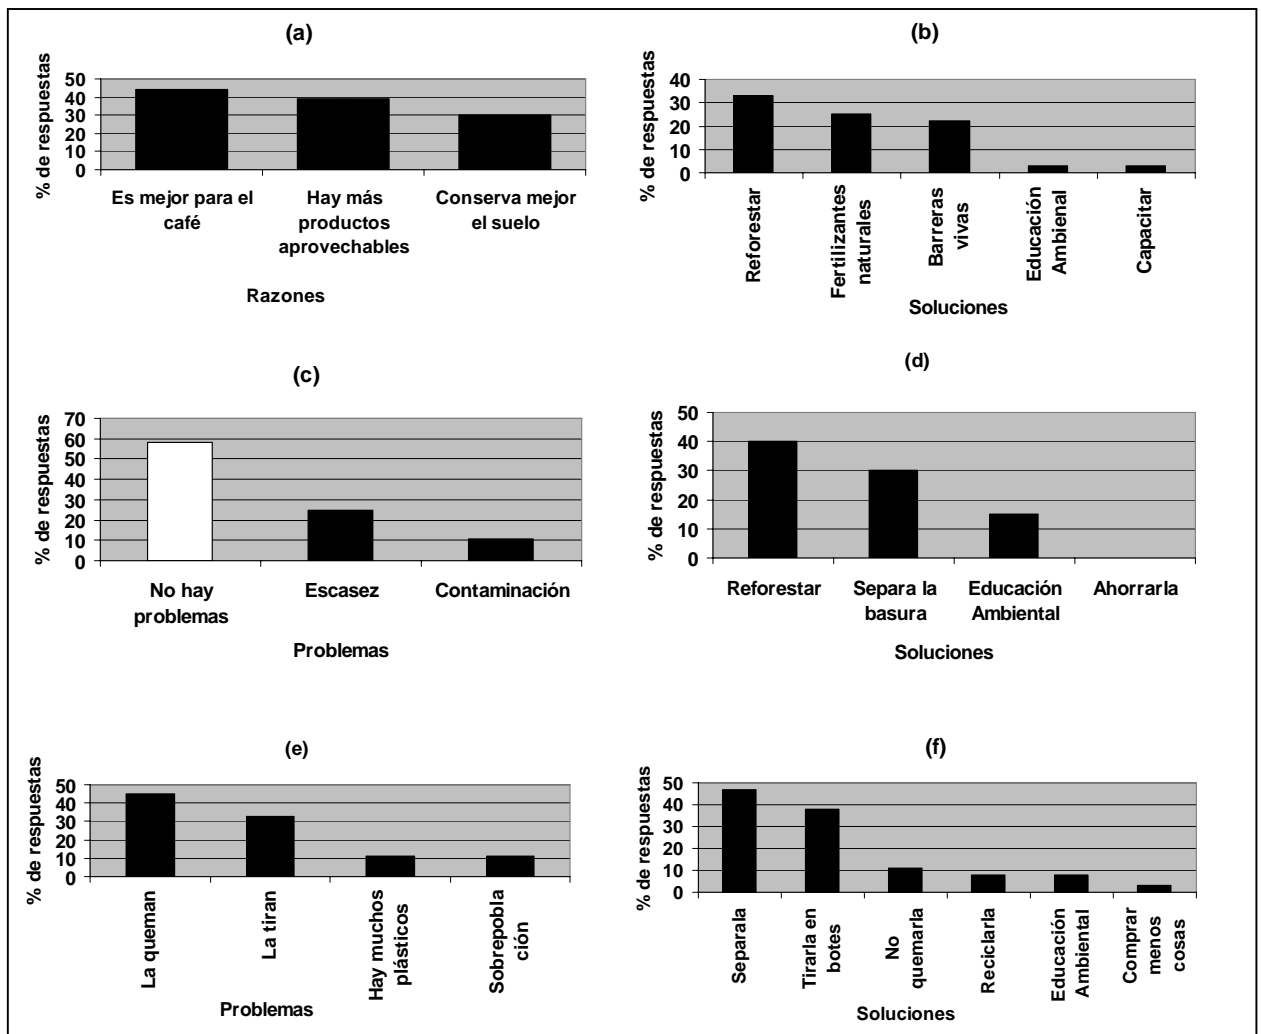 (a)
% de respuestas
50
40
30
20
10
0
Es mejor para el
café
Hay más
productos
aprovechables
Conserva mejor
el suelo
Razones
(b)
% de respuestas
40
30
20
10
0
Reforestar
Fertilizantes
naturales
Barreras
vivas
Educación
Ambienal
Capacitar
Soluciones
(c)
% de respuestas
70
60
50
40
30
20
10
0
No hay
problemas
Escasez
Contaminación
Problemas
(d)
% de respuestas
50
40
30
20
10
0
Reforestar
Separa la
basura
Educación
Ambiental
Ahorrarla
Soluciones
(e)
% de respuestas
50
40
30
20
10
0
La queman
La tiran
Hay muchos
plásticos
Sobrepobla
ción
Problemas
(f)
% de respuestas
50
40
30
20
10
0
Separala
Tirarla en
botes
No
quemarla
Reciclarla
Educación
Ambiental
Comprar
menos
cosas
Soluciones